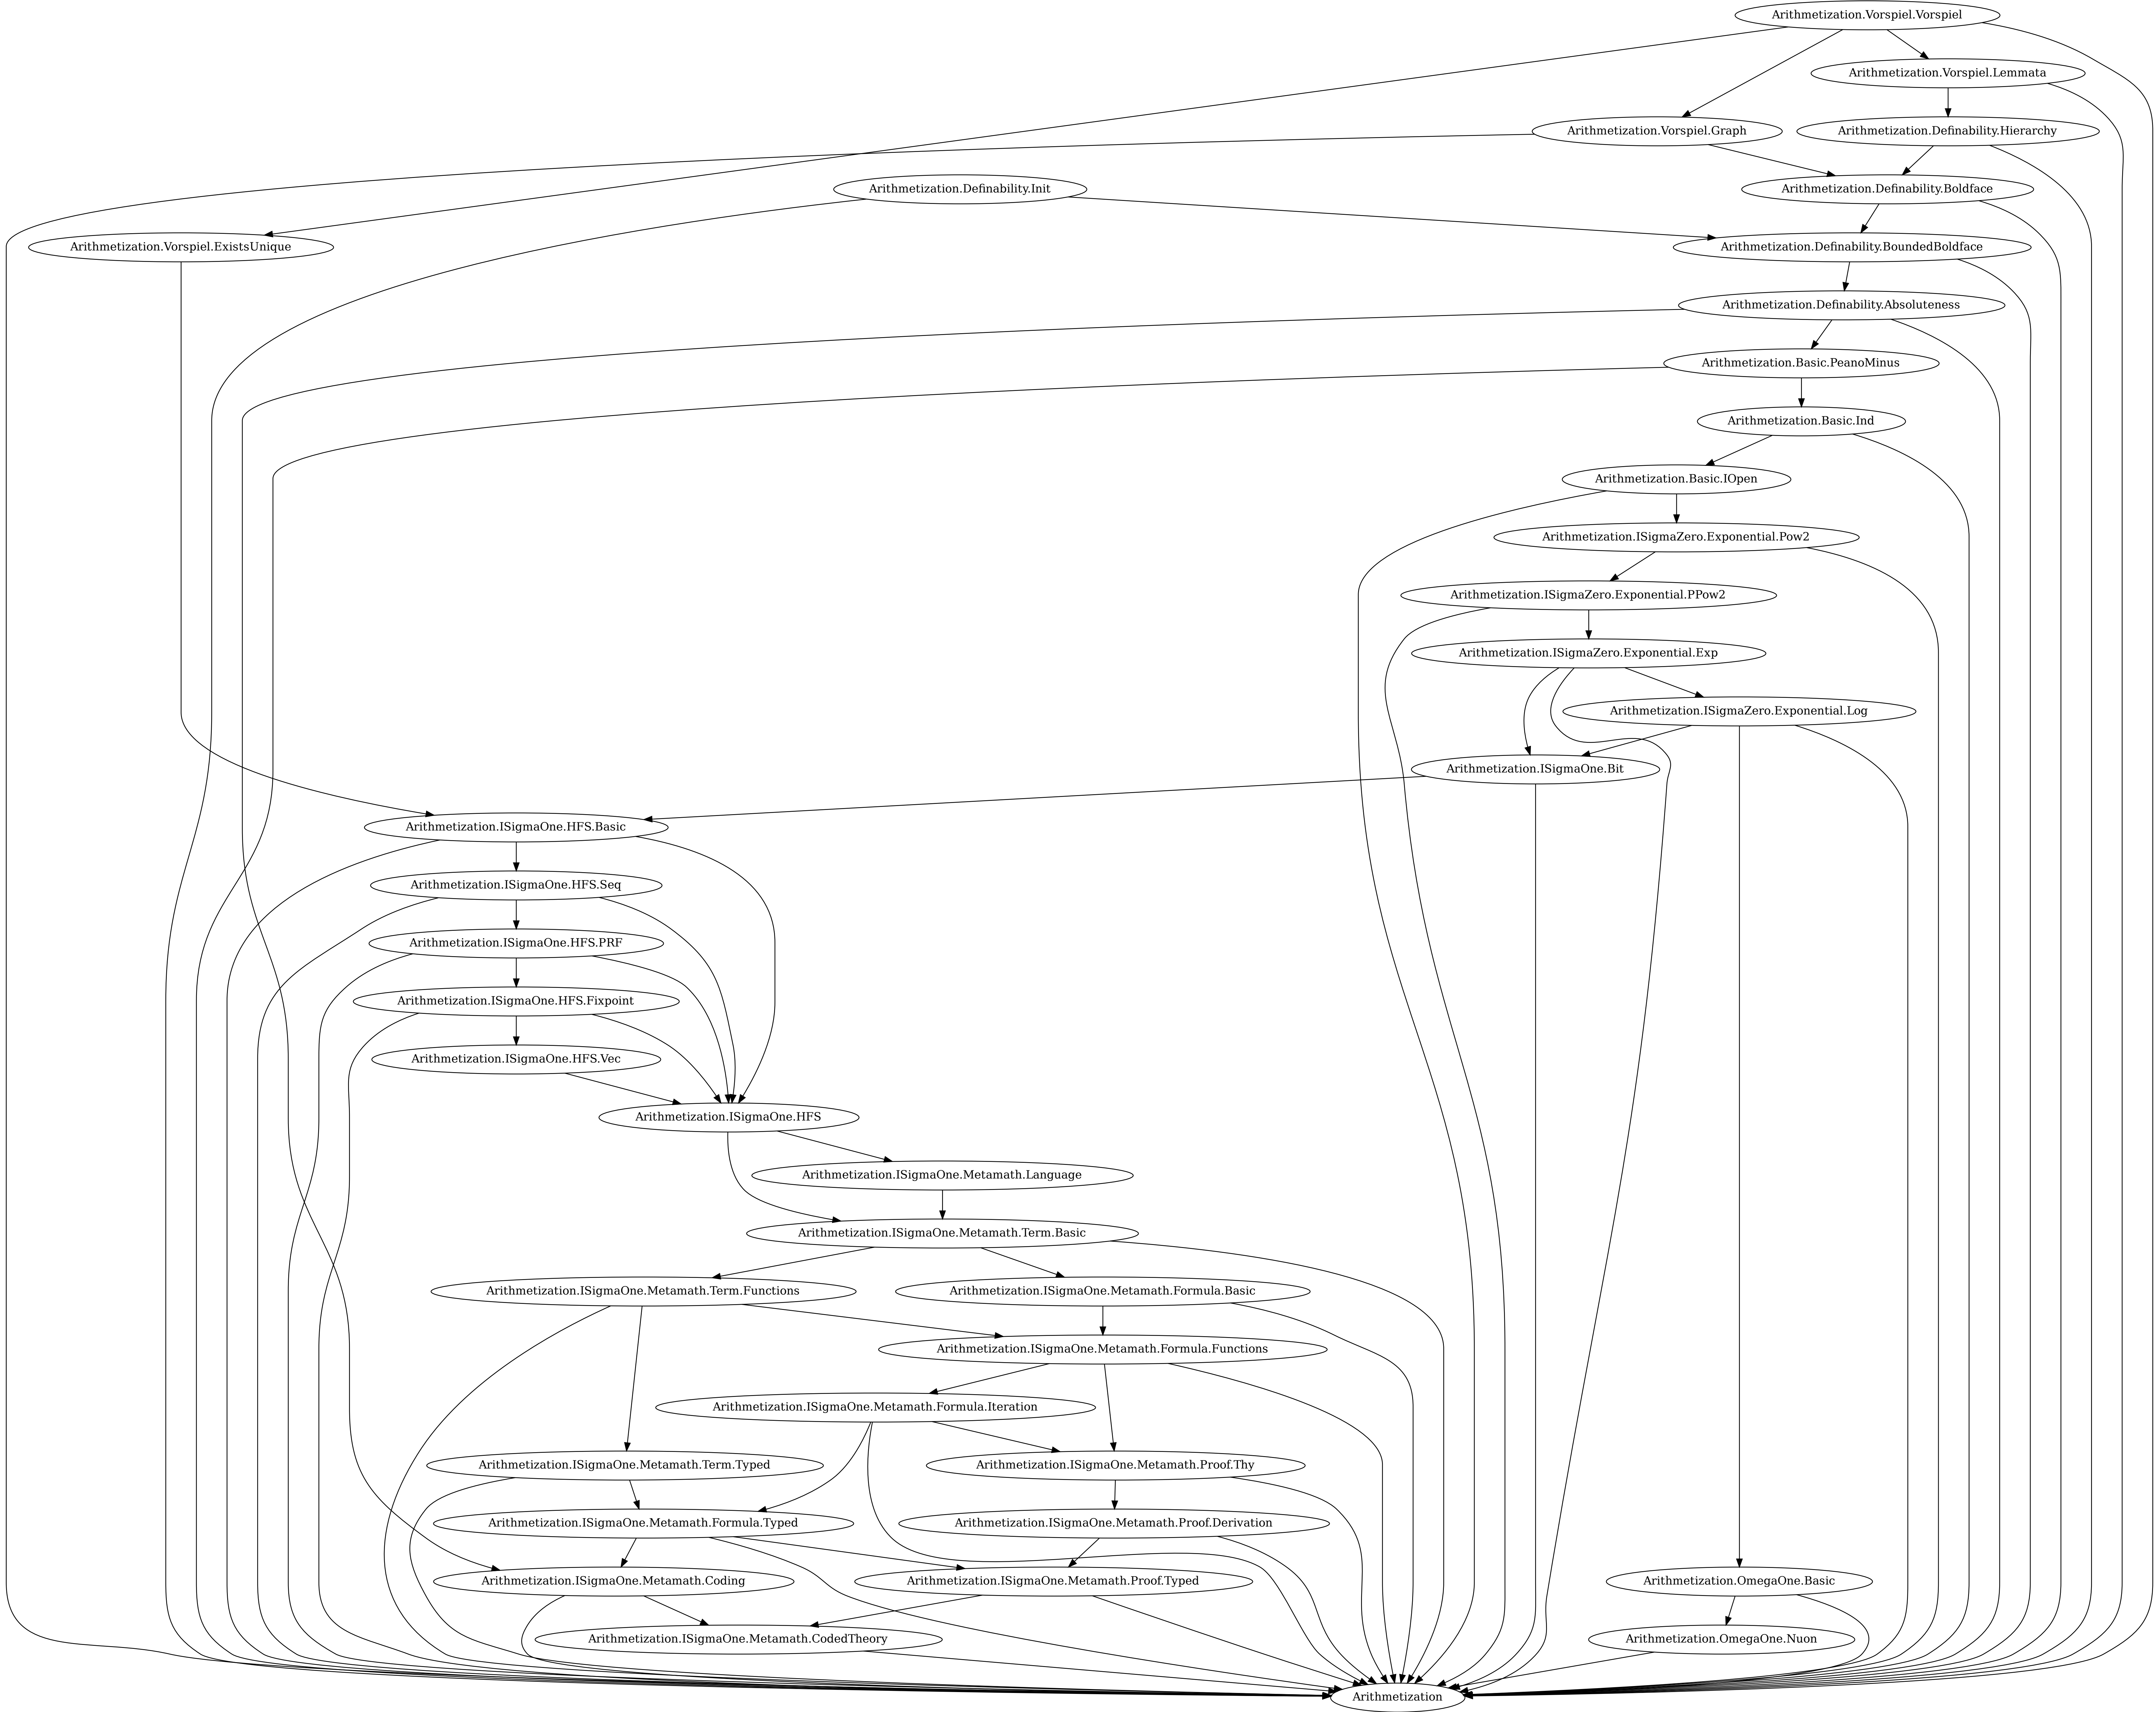 Arithmetization.Vorspiel.Vorspiel
Arithmetization.Vorspiel.Lemmata
Arithmetization.Vorspiel.Graph
Arithmetization.Definability.Hierarchy
Arithmetization.Definability.Init
Arithmetization.Definability.Boldface
Arithmetization.Vorspiel.ExistsUnique
Arithmetization.Definability.BoundedBoldface
Arithmetization.Definability.Absoluteness
Arithmetization.Basic.PeanoMinus
Arithmetization.Basic.Ind
Arithmetization.Basic.IOpen
Arithmetization.ISigmaZero.Exponential.Pow2
Arithmetization.ISigmaZero.Exponential.PPow2
Arithmetization.ISigmaZero.Exponential.Exp
Arithmetization.ISigmaZero.Exponential.Log
Arithmetization.ISigmaOne.Bit
Arithmetization.ISigmaOne.HFS.Basic
Arithmetization.ISigmaOne.HFS.Seq
Arithmetization.ISigmaOne.HFS.PRF
Arithmetization.ISigmaOne.HFS.Fixpoint
Arithmetization.ISigmaOne.HFS.Vec
Arithmetization.ISigmaOne.HFS
Arithmetization.ISigmaOne.Metamath.Language
Arithmetization.ISigmaOne.Metamath.Term.Basic
Arithmetization.ISigmaOne.Metamath.Term.Functions
Arithmetization.ISigmaOne.Metamath.Formula.Basic
Arithmetization.ISigmaOne.Metamath.Formula.Functions
Arithmetization.ISigmaOne.Metamath.Formula.Iteration
Arithmetization.ISigmaOne.Metamath.Term.Typed
Arithmetization.ISigmaOne.Metamath.Proof.Thy
Arithmetization.ISigmaOne.Metamath.Formula.Typed
Arithmetization.ISigmaOne.Metamath.Proof.Derivation
Arithmetization.ISigmaOne.Metamath.Coding
Arithmetization.ISigmaOne.Metamath.Proof.Typed
Arithmetization.OmegaOne.Basic
Arithmetization.ISigmaOne.Metamath.CodedTheory
Arithmetization.OmegaOne.Nuon
Arithmetization